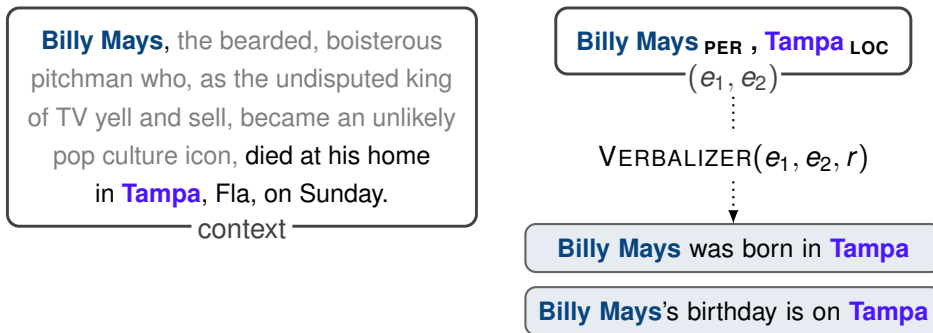 Billy Mays, the bearded, boisterous
pitchman who, as the undisputed king
of TV yell and sell, became an unlikely
pop culture icon, died at his home
in Tampa, Fla, on Sunday.
context
Billy Mays PER , Tampa LOC
(e1, e2)
VERBALIZER(e1, e2, r)
Billy Mays was born in Tampa
Billy Mays's birthday is on Tampa